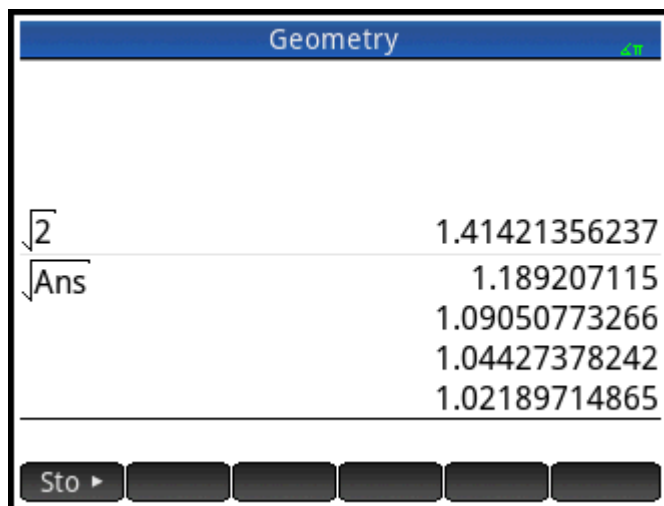 Geometry
∡π
√2 1.41421356237
√Ans 1.189207115
1.09050773266
1.04427378242
1.02189714865
Sto ►